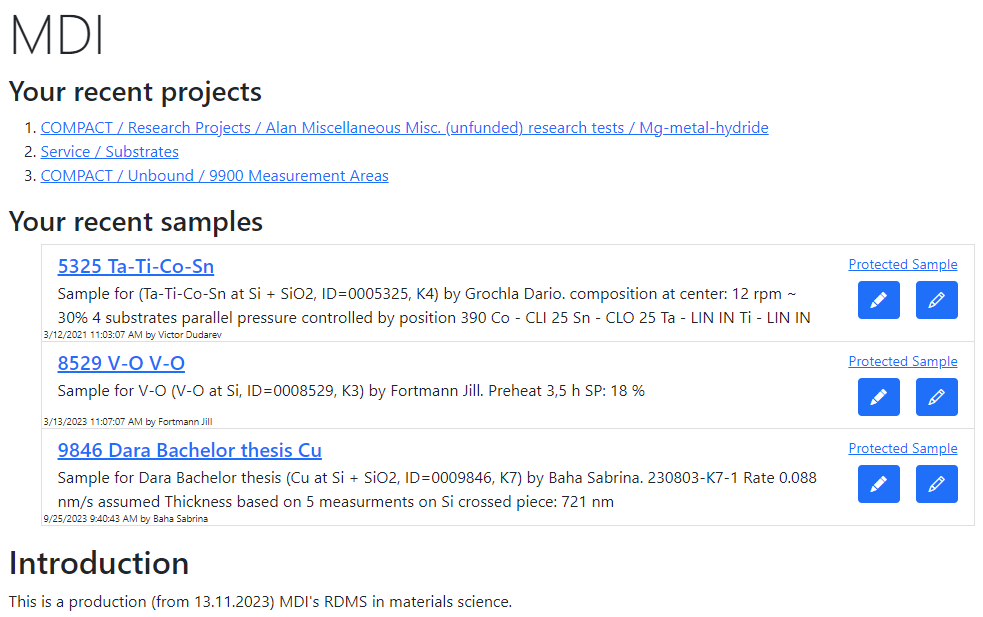 MDI
Your recent projects
1. COMPACT / Research Projects / Alan Miscellaneous Misc. (unfunded) research tests / Mg-metal-hydride
2. Service / Substrates
3. COMPACT / Unbound / 9900 Measurement Areas
Your recent samples
5325 Ta-Ti-Co-Sn
Protected Sample
Sample for (Ta-Ti-Co-Sn at Si + SiO2, ID=0005325, K4) by Grochla Dario. composition at center: 12 rpm ~
30% 4 substrates parallel pressure controlled by position 390 Co - CLI 25 Sn - CLO 25 Ta - LIN IN Ti - LIN IN
3/12/2021 11:03:07 AM by Victor Dudarev
8529 V-O V-O
Protected Sample
Sample for V-O (V-O at Si, ID=0008529, K3) by Fortmann Jill. Preheat 3,5 h SP: 18 %
3/13/2023 11:07:07 AM by Fortmann Jill
9846 Dara Bachelor thesis Cu
Protected Sample
Sample for Dara Bachelor thesis (Cu at Si + SiO2, ID=0009846, K7) by Baha Sabrina. 230803-K7-1 Rate 0.088
nm/s assumed Thickness based on 5 measurments on Si crossed piece: 721 nm
9/25/2023 9:40:43 AM by Baha Sabrina
Introduction
This is a production (from 13.11.2023) MDI's RDMS in materials science.